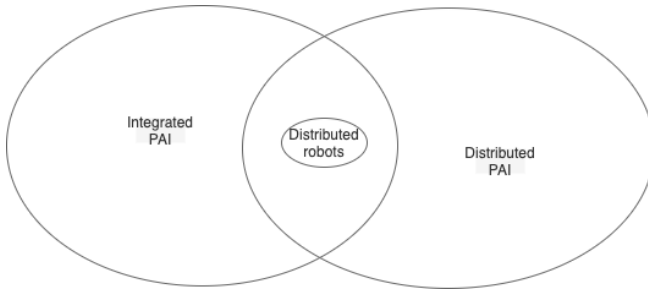 Integrated
PAI
Distributed
robots
Distributed
PAI